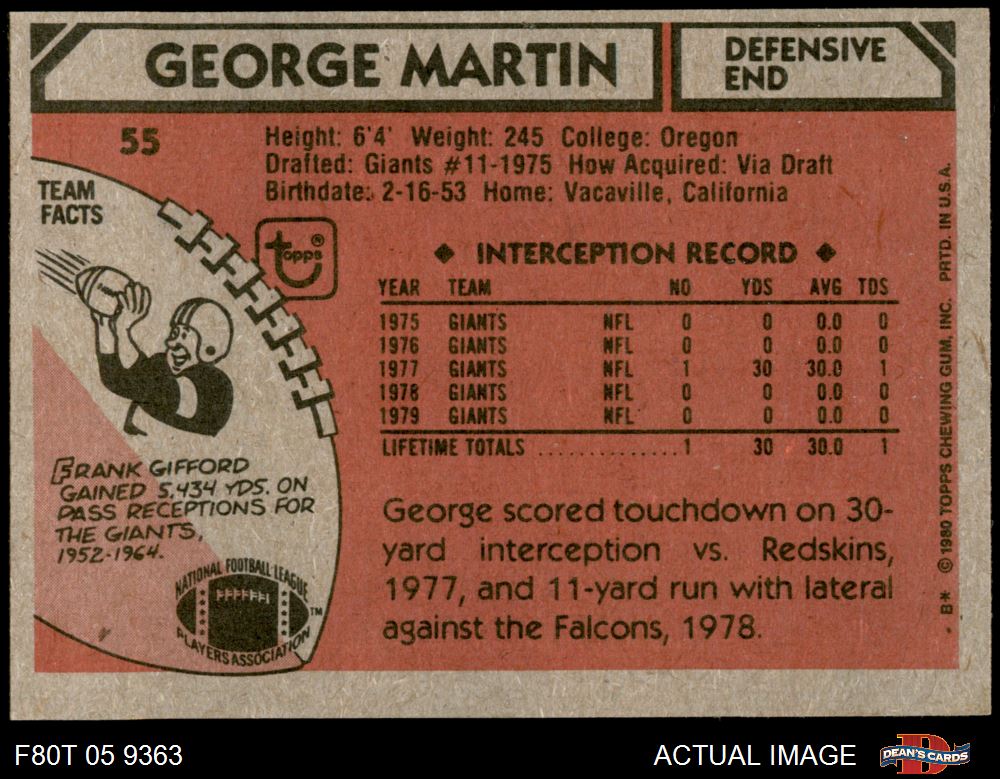 GEORGE MARTIN
DEFENSIVE
END
55
Height: 6'4' Weight: 245 College: Oregon
Drafted: Giants #11-1975 How Acquired: Via Draft
Birthdate: 2-16-53 Home: Vacaville, California
TEAM
FACTS
topps®
◆ INTERCEPTION RECORD ◆
YEAR TEAM NO YDS AVG TDS
1975 GIANTS NFL 0 0 0.0 0
1976 GIANTS NFL 0 0 0.0 0
1977 GIANTS NFL 1 30 30.0 1
1978 GIANTS NFL 0 0 0.0 0
1979 GIANTS NFL 0 0 0.0 0
LIFETIME TOTALS ..............1 30 30.0 1
FRANK GIFFORD
GAINED 5,434 YDS. ON
PASS RECEPTIONS FOR
THE GIANTS,
1952-1964.
NATIONAL FOOTBALL LEAGUE
PLAYERS ASSOCIATION
TM
George scored touchdown on 30-
yard interception vs. Redskins,
1977, and 11-yard run with lateral
against the Falcons, 1978.
B* © 1980 TOPPS CHEWING GUM, INC. PRTD. IN U.S.A.
F80T 05 9363
ACTUAL IMAGE
DEAN'S CARDS